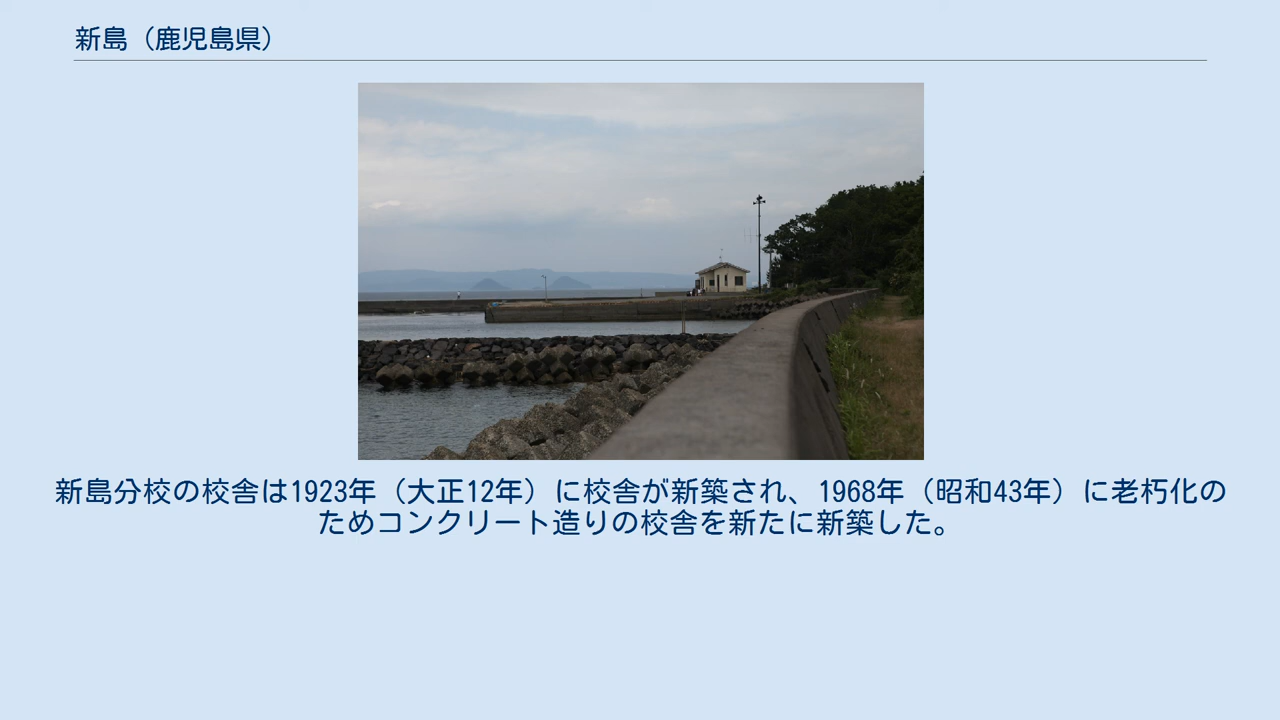 新島（鹿児島県）
新島分校の校舎は1923年（大正12年）に校舎が新築され、1968年（昭和43年）に老朽化の
ためコンクリート造りの校舎を新たに新築した。